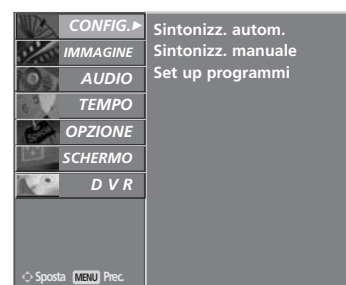 CONFIG.
IMMAGINE
AUDIO
TEMPO
OPZIONE
SCHERMO
D V R
Sintonizz. autom.
Sintonizz. manuale
Set up programmi
Sposta MENU Prec.